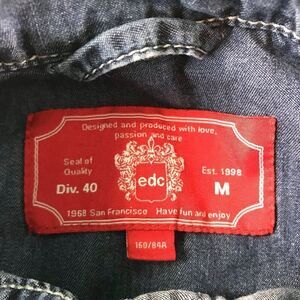 Designed and produced with love,
passion and care
Seal of
Quality
Est. 1998
edc
Div. 40
M
1968 San Francisco Have fun and enjoy
160/84A